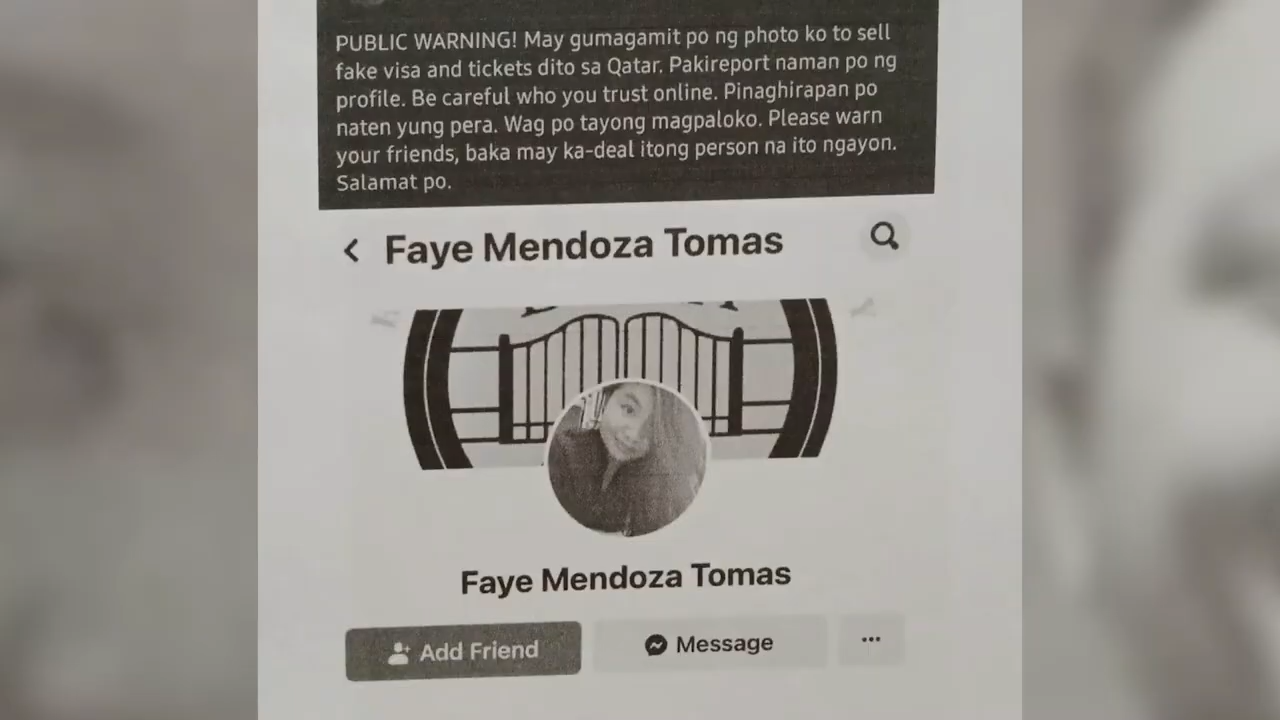 PUBLIC WARNING! May gumagamit po ng photo ko to sell
fake visa and tickets dito sa Qatar. Pakireport naman po ng
profile. Be careful who you trust online. Pinaghirapan po
naten yung pera. Wag po tayong magpaloko. Please warn
your friends, baka may ka-deal itong person na ito ngayon.
Salamat po.
Faye Mendoza Tomas
Faye Mendoza Tomas
Add Friend
Message